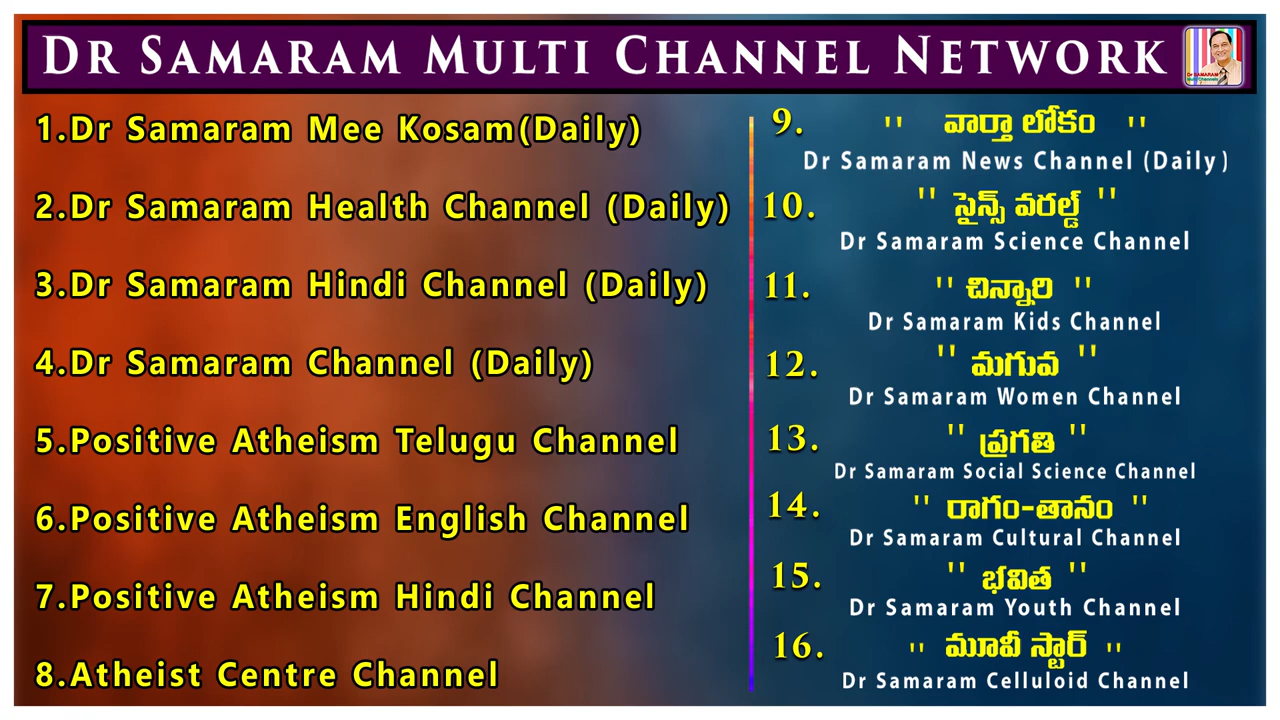 DR SAMARAM MULTI CHANNEL NETWORK
Dr SAMARAM
Multi Channels
1.Dr Samaram Mee Kosam(Daily)
2.Dr Samaram Health Channel (Daily)
3.Dr Samaram Hindi Channel (Daily)
4.Dr Samaram Channel (Daily)
5.Positive Atheism Telugu Channel
6.Positive Atheism English Channel
7.Positive Atheism Hindi Channel
8.Atheist Centre Channel
9. " వార్తా లోకం "
Dr Samaram News Channel (Daily)
10. " సైన్స్ వరల్డ్ "
Dr Samaram Science Channel
11. " చిన్నారి "
Dr Samaram Kids Channel
12. " మగువ "
Dr Samaram Women Channel
13. " ప్రగతి "
Dr Samaram Social Science Channel
14. " రాగం-తానం "
Dr Samaram Cultural Channel
15. " భవిత "
Dr Samaram Youth Channel
16. " మూవీ స్టార్ "
Dr Samaram Celluloid Channel